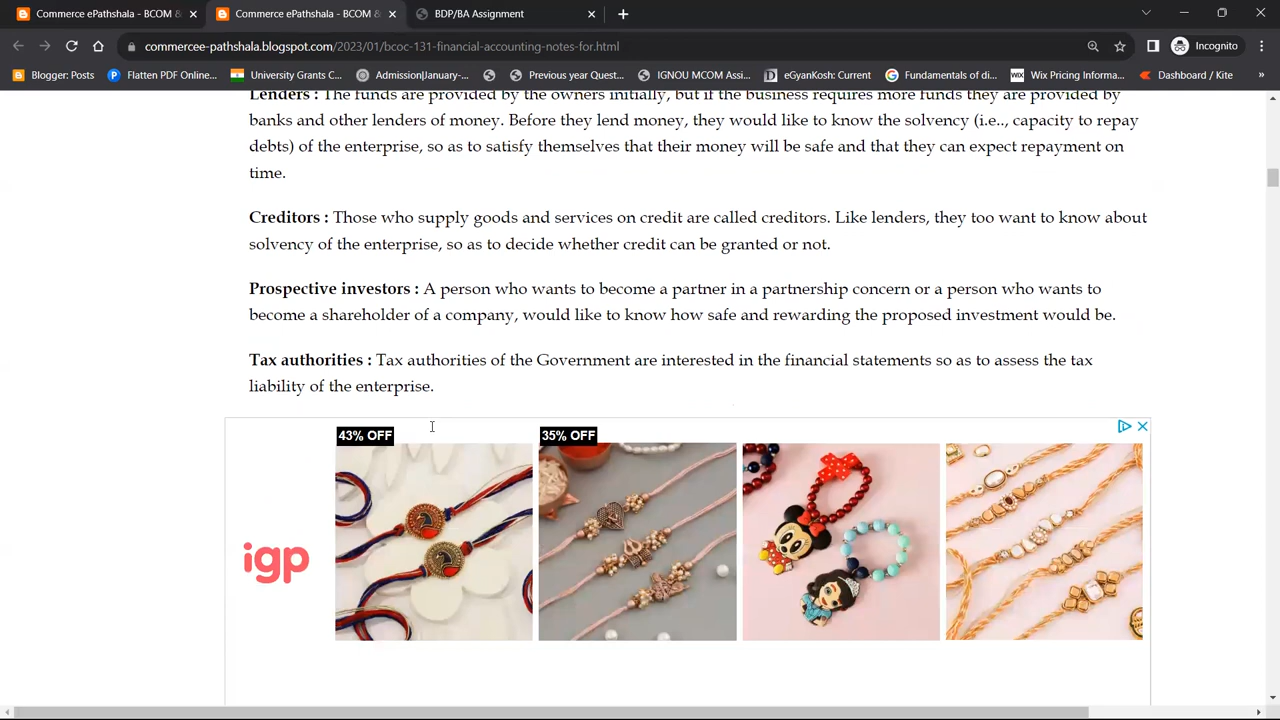 Commerce ePathshala - BCOM &
Commerce ePathshala - BCOM &
BDP/BA Assignment
commercee-pathshala.blogspot.com/2023/01/bcoc-131-financial-accounting-notes-for.html
Incognito
Blogger: Posts
Flatten PDF Online...
University Grants C...
Admission|January-...
Previous year Quest...
IGNOU MCOM Assi...
eGyanKosh: Current
Fundamentals of di...
Wix Pricing Informa...
Dashboard / Kite
Lenders : The funds are provided by the owners initially, but if the business requires more funds they are provided by
banks and other lenders of money. Before they lend money, they would like to know the solvency (i.e.., capacity to repay
debts) of the enterprise, so as to satisfy themselves that their money will be safe and that they can expect repayment on
time.
Creditors : Those who supply goods and services on credit are called creditors. Like lenders, they too want to know about
solvency of the enterprise, so as to decide whether credit can be granted or not.
Prospective investors : A person who wants to become a partner in a partnership concern or a person who wants to
become a shareholder of a company, would like to know how safe and rewarding the proposed investment would be.
Tax authorities : Tax authorities of the Government are interested in the financial statements so as to assess the tax
liability of the enterprise.
43% OFF
35% OFF
igp